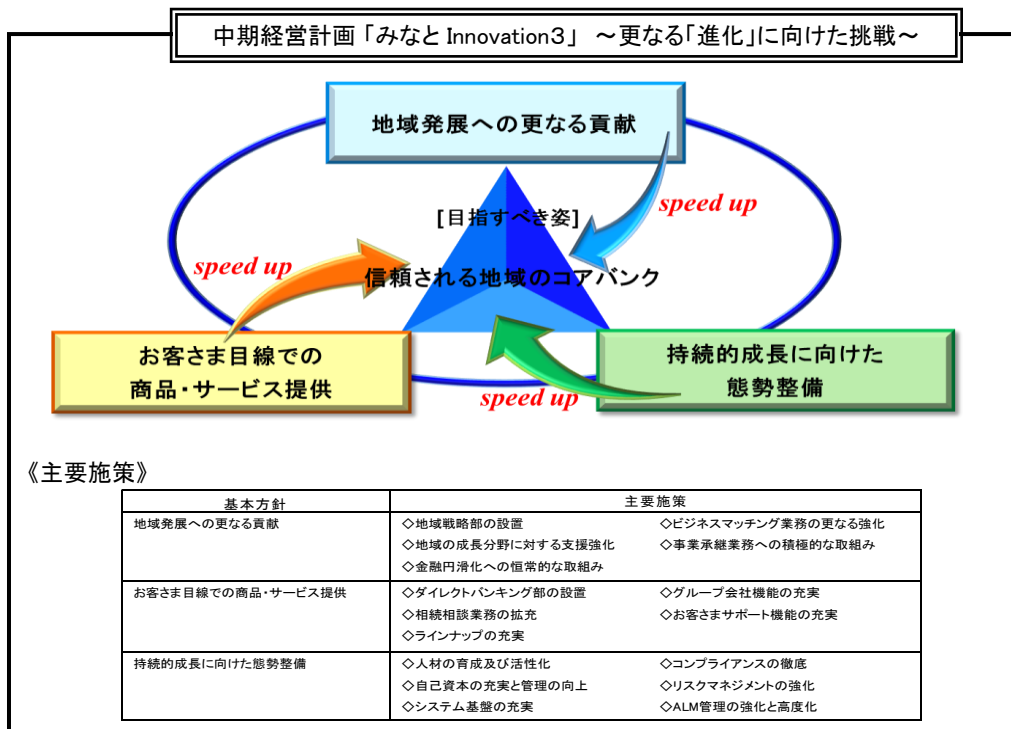 中期経営計画「みなと Innovation3」 ～更なる「進化」に向けた挑戦～
地域発展への更なる貢献
speed up
[目指すべき姿]
信頼される地域のコアバンク
speed up
お客さま目線での
商品・サービス提供
持続的成長に向けた
態勢整備
speed up
《主要施策》
基本方針 主要施策
地域発展への更なる貢献 ◇地域戦略部の設置 ◇ビジネスマッチング業務の更なる強化
◇地域の成長分野に対する支援強化 ◇事業承継業務への積極的な取組み
◇金融円滑化への恒常的な取組み
お客さま目線での商品・サービス提供 ◇ダイレクトバンキング部の設置 ◇グループ会社機能の充実
◇相続相談業務の拡充 ◇お客さまサポート機能の充実
◇ラインナップの充実
持続的成長に向けた態勢整備 ◇人材の育成及び活性化 ◇コンプライアンスの徹底
◇自己資本の充実と管理の向上 ◇リスクマネジメントの強化
◇システム基盤の充実 ◇ALM管理の強化と高度化